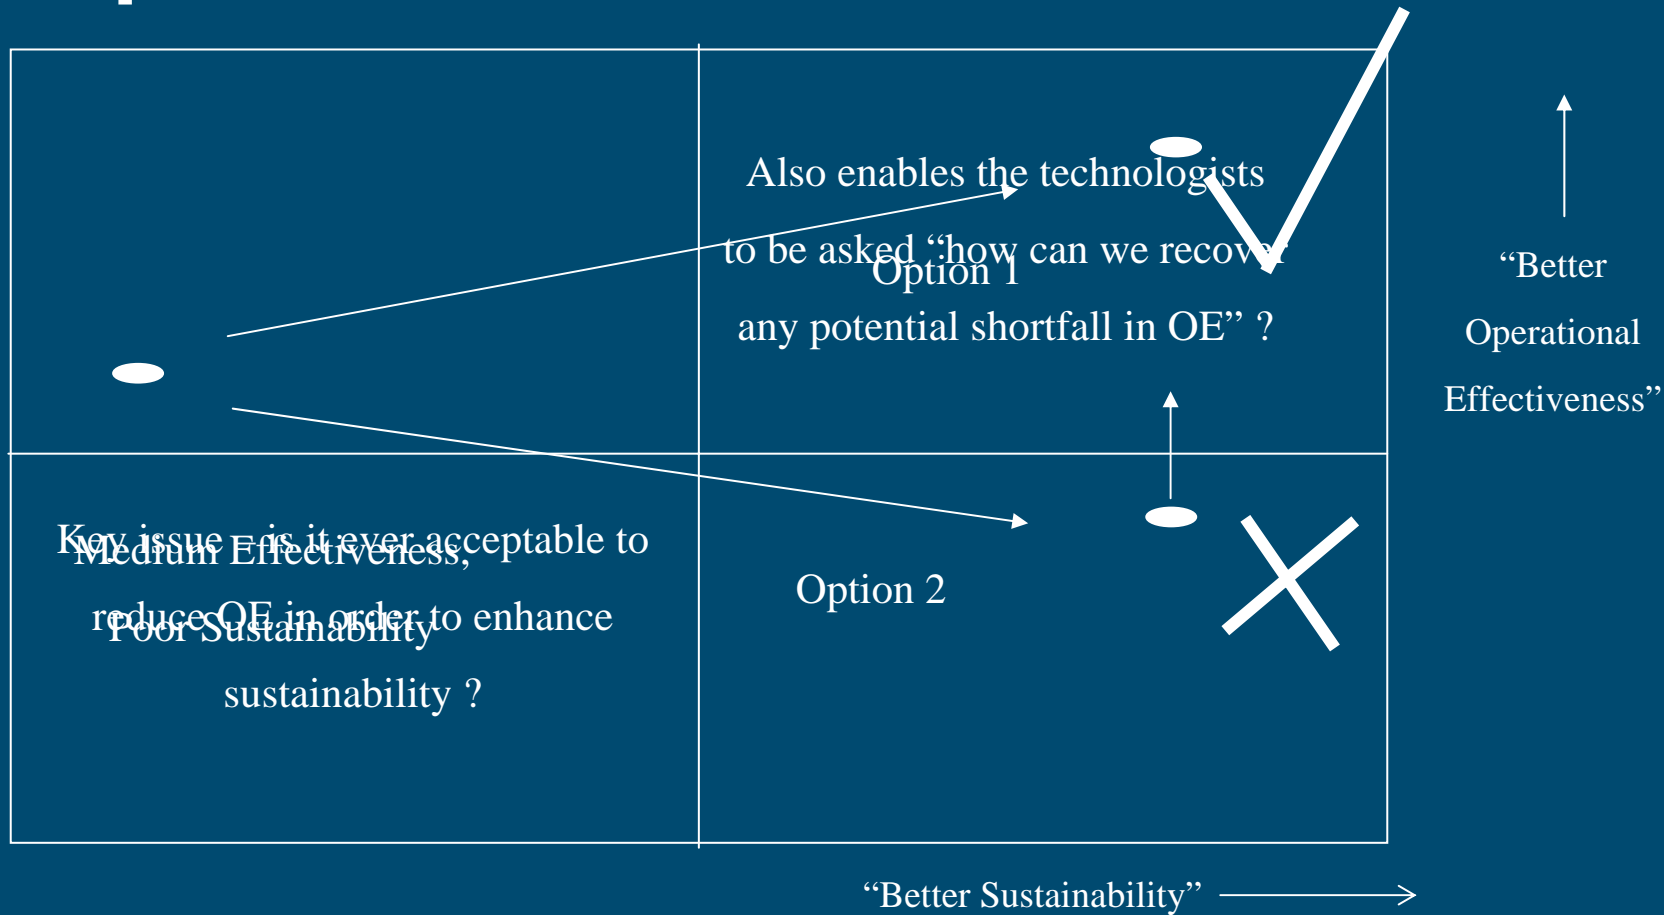 Also enables the technologists
to be asked “how can we recover
any potential shortfall in OE” ?
Option 1
“Better
Operational
Effectiveness”
Key issue – is it ever acceptable to
reduce OE in order to enhance
sustainability ?
Medium Effectiveness,
Poor Sustainability
Option 2
“Better Sustainability”